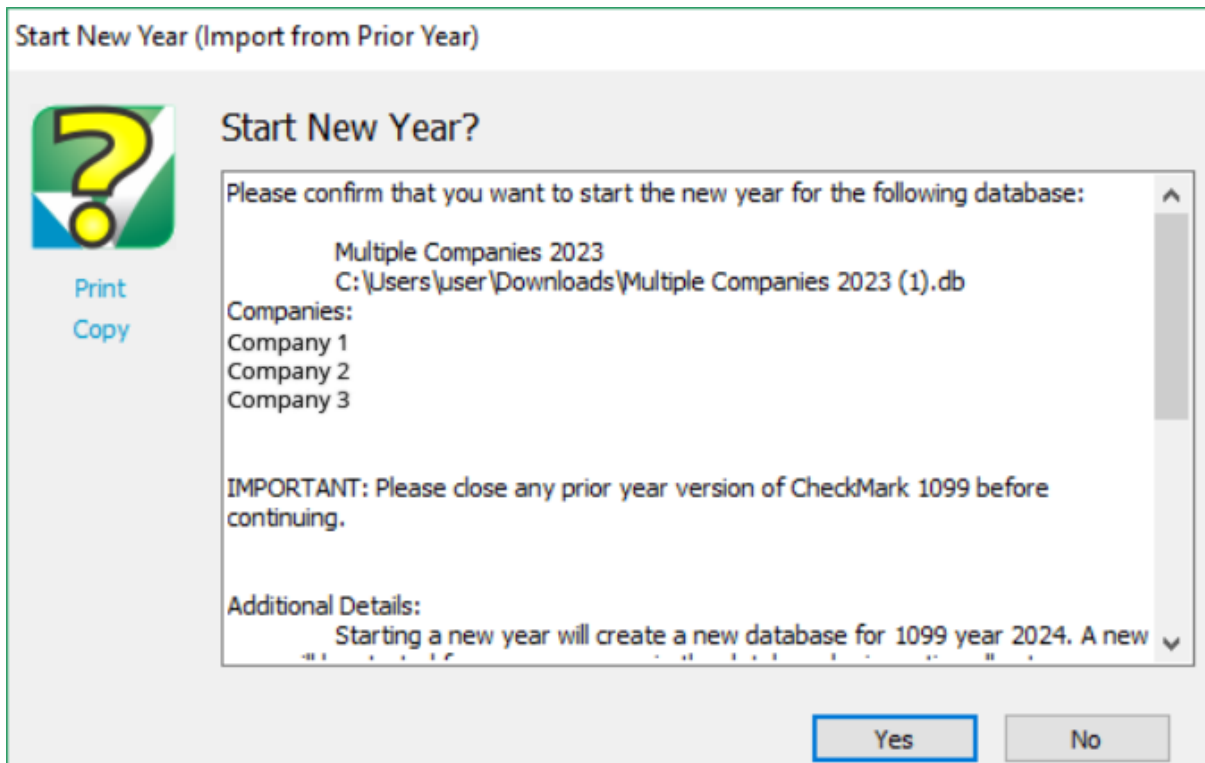 Start New Year (Import from Prior Year)
Start New Year?
Print
Copy
Please confirm that you want to start the new year for the following database:
Multiple Companies 2023
C:\Users\user\Downloads\Multiple Companies 2023 (1).db
Companies:
Company 1
Company 2
Company 3
IMPORTANT: Please close any prior year version of CheckMark 1099 before
continuing.
Additional Details:
Starting a new year will create a new database for 1099 year 2024. A new
Yes
No